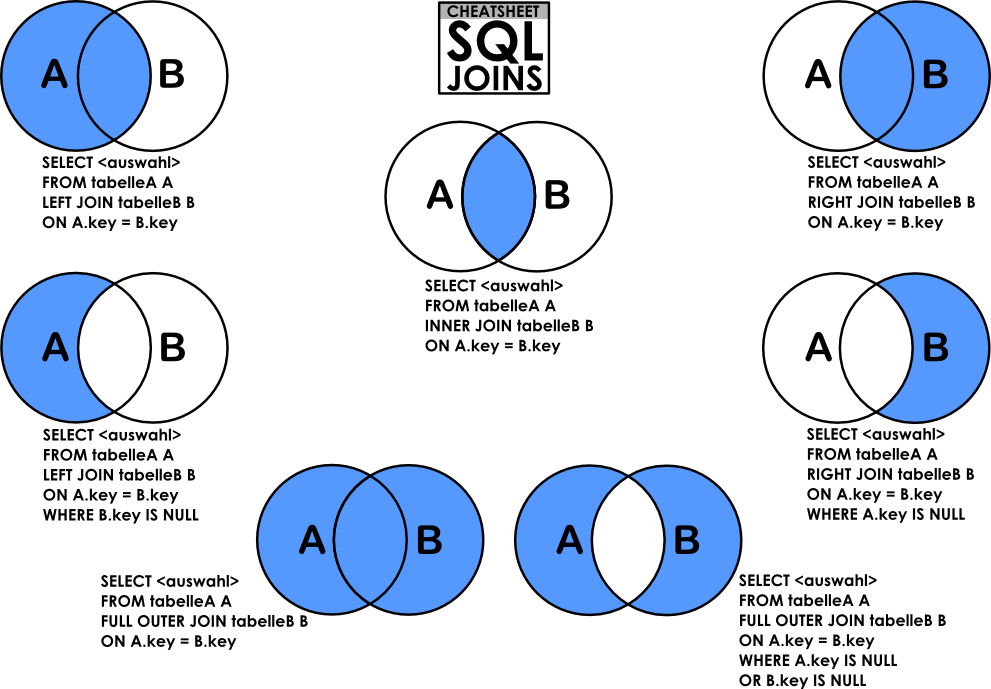 CHEATSHEET
SQL
JOINS
A B
SELECT <auswahl>
FROM tabelleA A
LEFT JOIN tabelleB B
ON A.key = B.key
A B
SELECT <auswahl>
FROM tabelleA A
INNER JOIN tabelleB B
ON A.key = B.key
A B
SELECT <auswahl>
FROM tabelleA A
RIGHT JOIN tabelleB B
ON A.key = B.key
A B
SELECT <auswahl>
FROM tabelleA A
LEFT JOIN tabelleB B
ON A.key = B.key
WHERE B.key IS NULL
A B
SELECT <auswahl>
FROM tabelleA A
RIGHT JOIN tabelleB B
ON A.key = B.key
WHERE A.key IS NULL
A B
SELECT <auswahl>
FROM tabelleA A
FULL OUTER JOIN tabelleB B
ON A.key = B.key
A B
SELECT <auswahl>
FROM tabelleA A
FULL OUTER JOIN tabelleB B
ON A.key = B.key
WHERE A.key IS NULL
OR B.key IS NULL